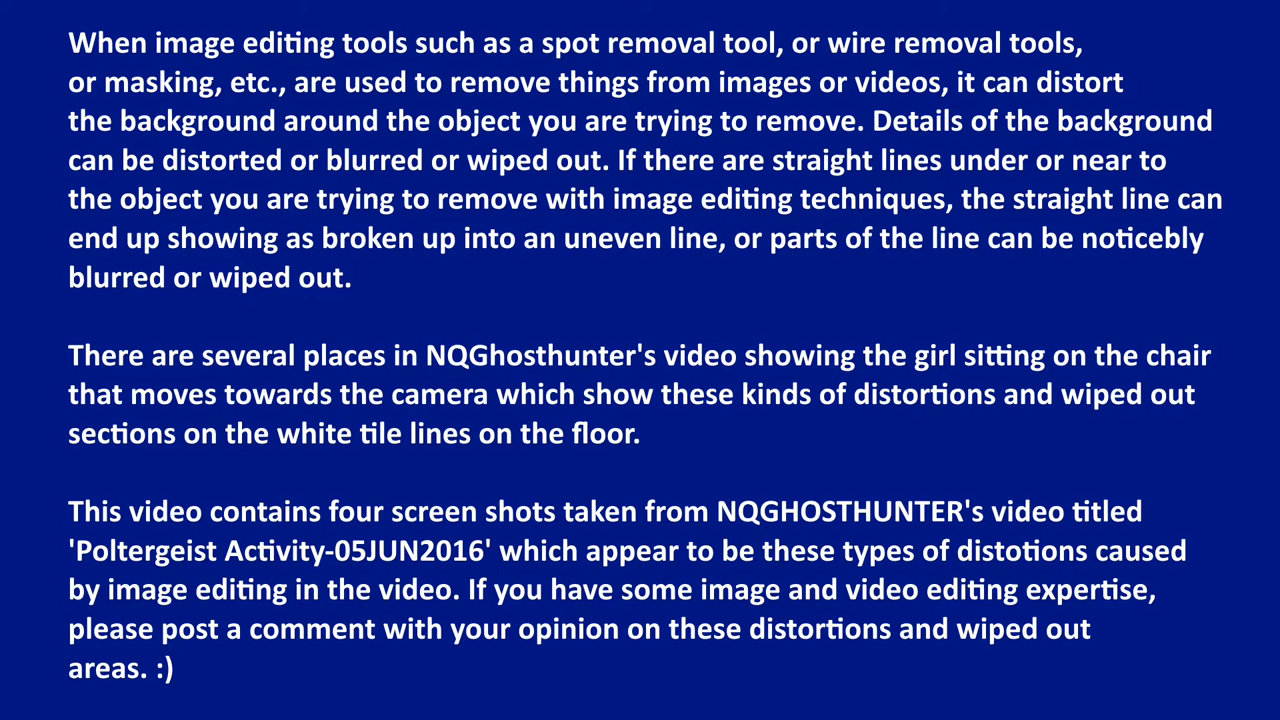 When image editing tools such as a spot removal tool, or wire removal tools,
or masking, etc., are used to remove things from images or videos, it can distort
the background around the object you are trying to remove. Details of the background
can be distorted or blurred or wiped out. If there are straight lines under or near to
the object you are trying to remove with image editing techniques, the straight line can
end up showing as broken up into an uneven line, or parts of the line can be noticebly
blurred or wiped out.
There are several places in NQGhosthunter's video showing the girl sitting on the chair
that moves towards the camera which show these kinds of distortions and wiped out
sections on the white tile lines on the floor.
This video contains four screen shots taken from NQGHOSTHUNTER's video titled
'Poltergeist Activity-05JUN2016' which appear to be these types of distotions caused
by image editing in the video. If you have some image and video editing expertise,
please post a comment with your opinion on these distortions and wiped out
areas. :)